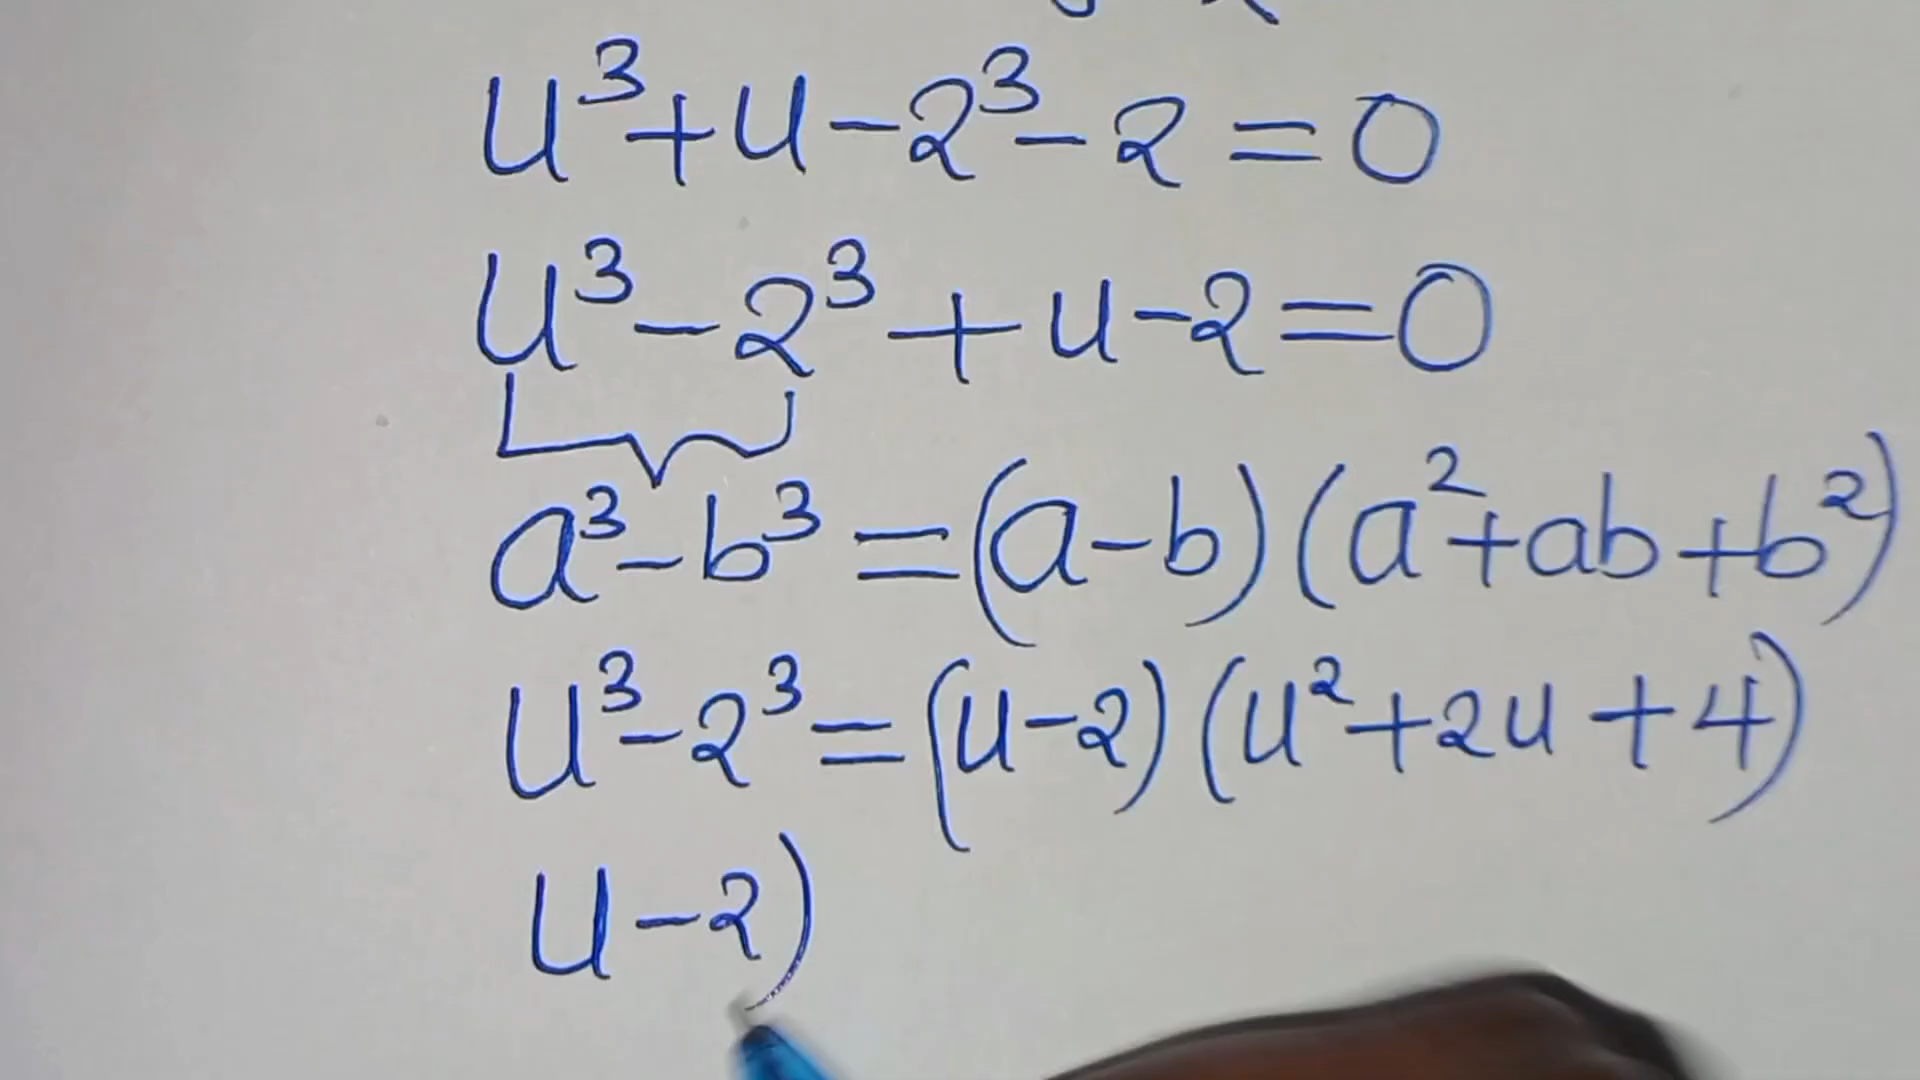 u³+u-2³-2=0
u³-2³+u-2=0
a³-b³=(a-b)(a²+ab+b²)
u³-2³=(u-2)(u²+2u+4)
u-2)